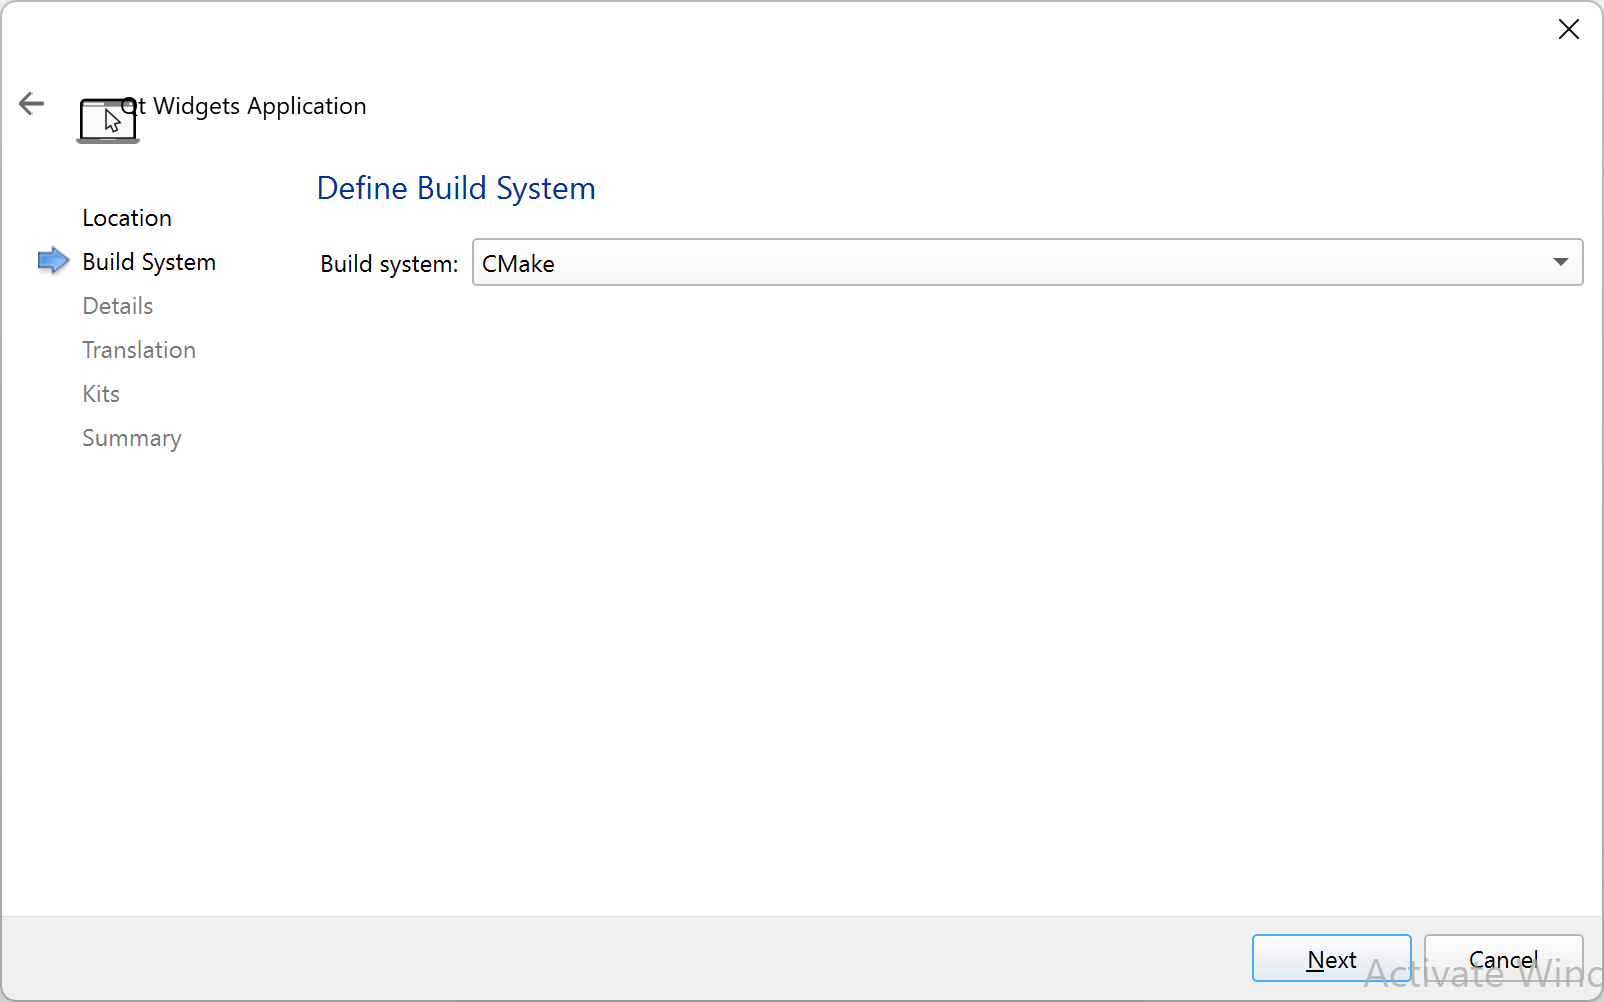 Qt Widgets Application
Define Build System
Location
Build System
Details
Translation
Kits
Summary
Build system: CMake
Next
Cancel
Activate Wind